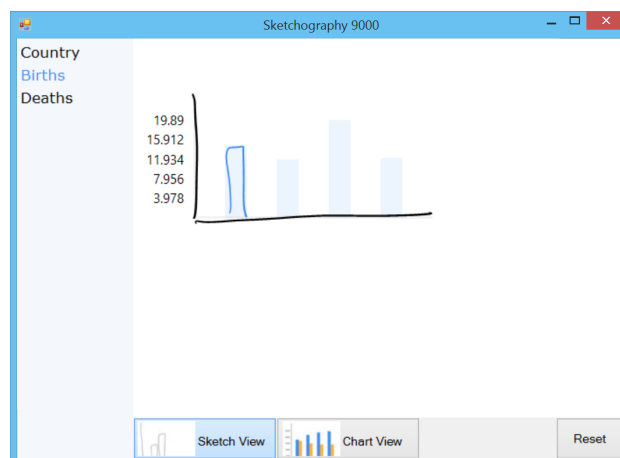 Sketchography 9000
Country
Births
Deaths
19.89
15.912
11.934
7.956
3.978
Sketch View
Chart View
Reset